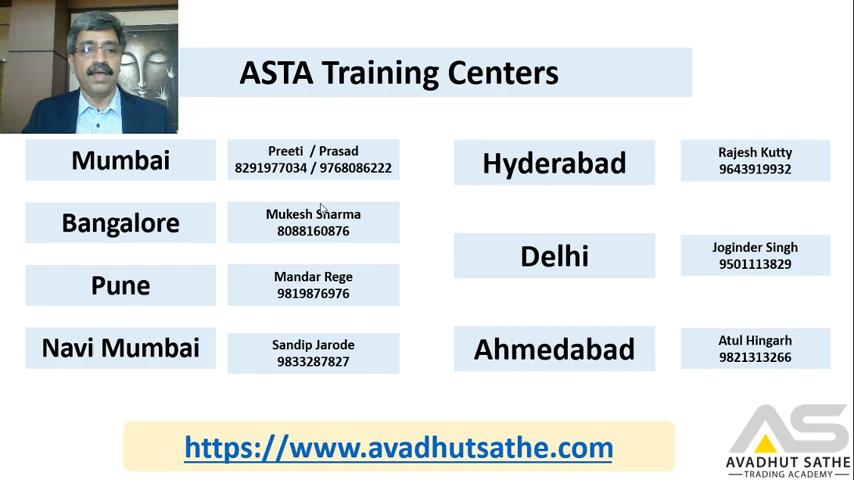 ASTA Training Centers
Mumbai
Preeti / Prasad
8291977034 / 9768086222
Bangalore
Mukesh Sharma
8088160876
Pune
Mandar Rege
9819876976
Navi Mumbai
Sandip Jarode
9833287827
Hyderabad
Rajesh Kutty
9643919932
Delhi
Joginder Singh
9501113829
Ahmedabad
Atul Hingarh
9821313266
https://www.avadhutsathe.com
AS
AVADHUT SATHE
TRADING ACADEMY